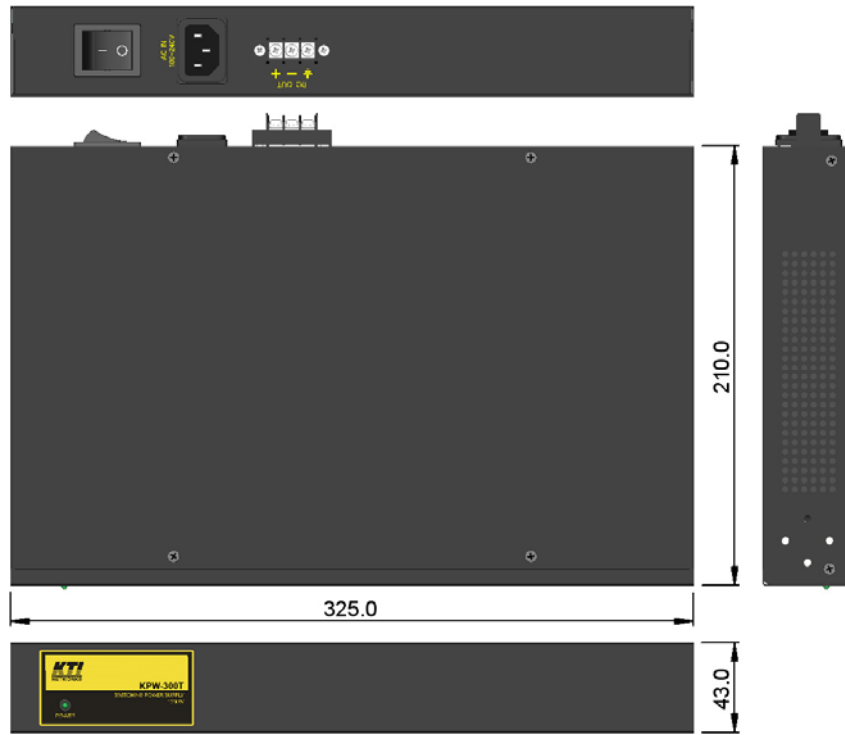 AC IN
100~240V
+ − ⏚
DC OUT
210.0
325.0
KTI
NETWORKS
KPW-300T
SWITCHING POWER SUPPLY
POWER
43.0